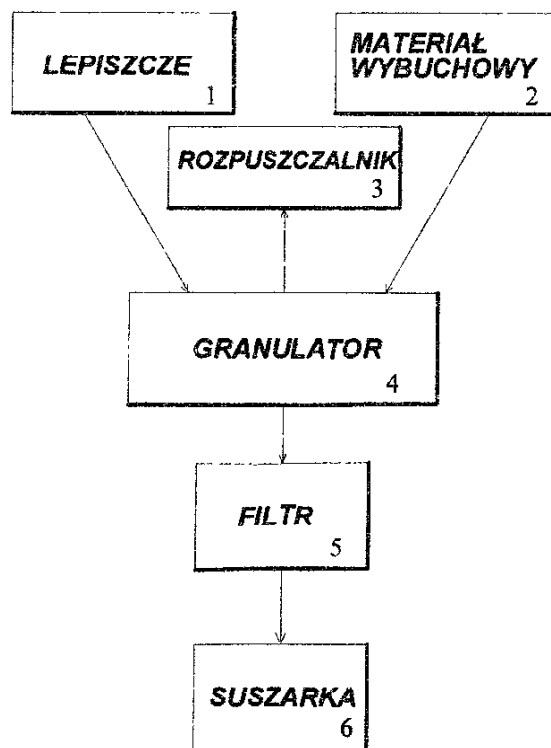 LEPISZCZE
1
MATERIAŁ
WYBUCHOWY
2
ROZPUSZCZALNIK
3
GRANULATOR
4
FILTR
5
SUSZARKA
6